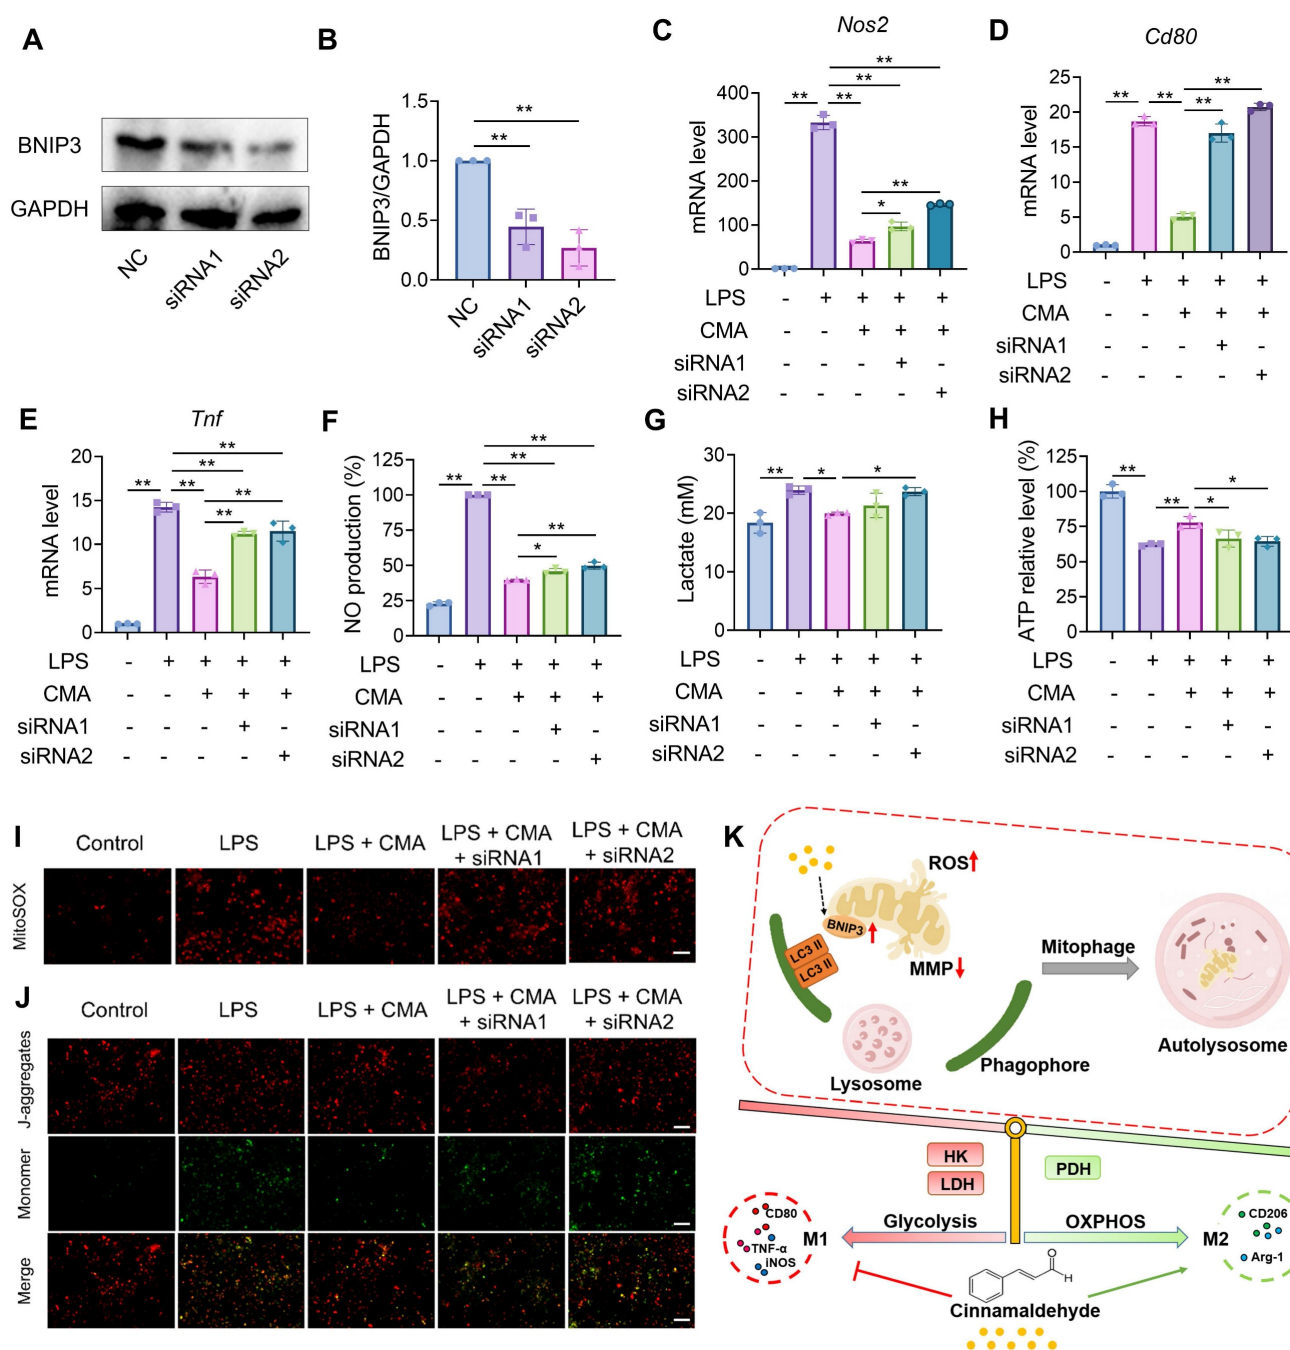 A
BNIP3
GAPDH
NC
siRNA1
siRNA2
B
BNIP3/GAPDH
1.5
1.0
0.5
0.0
**
**
NC
siRNA1
siRNA2
C
Nos2
mRNA level
400
300
200
100
0
**
**
** **
**
*
LPS - + + + +
CMA - - + + +
siRNA1 - - - + -
siRNA2 - - - - +
D
Cd80
mRNA level
25
20
15
10
5
0
**
** ** **
LPS - + + + +
CMA - - + + +
siRNA1 - - - + -
siRNA2 - - - - +
E
Tnf
mRNA level
20
15
10
5
0
**
**
** ** **
**
LPS - + + + +
CMA - - + + +
siRNA1 - - - + -
siRNA2 - - - - +
F
NO production (%)
125
100
75
50
25
0
**
**
** **
**
*
LPS - + + + +
CMA - - + + +
siRNA1 - - - + -
siRNA2 - - - - +
G
Lactate (mM)
30
20
10
0
** * *
LPS - + + + +
CMA - - + + +
siRNA1 - - - + -
siRNA2 - - - - +
H
ATP relative level (%)
125
100
75
50
25
0
**
*
** *
LPS - + + + +
CMA - - + + +
siRNA1 - - - + -
siRNA2 - - - - +
I
Control
LPS
LPS + CMA
LPS + CMA
+ siRNA1
LPS + CMA
+ siRNA2
MitoSOX
J
Control
LPS
LPS + CMA
LPS + CMA
+ siRNA1
LPS + CMA
+ siRNA2
J-aggregates
Monomer
Merge
K
ROS
BNIP3
LC3 II
LC3 II
MMP
Mitophage
Lysosome
Phagophore
Autolysosome
HK
LDH
PDH
CD80
TNF-α
iNOS
M1
Glycolysis
OXPHOS
M2
CD206
Arg-1
O
H
Cinnamaldehyde